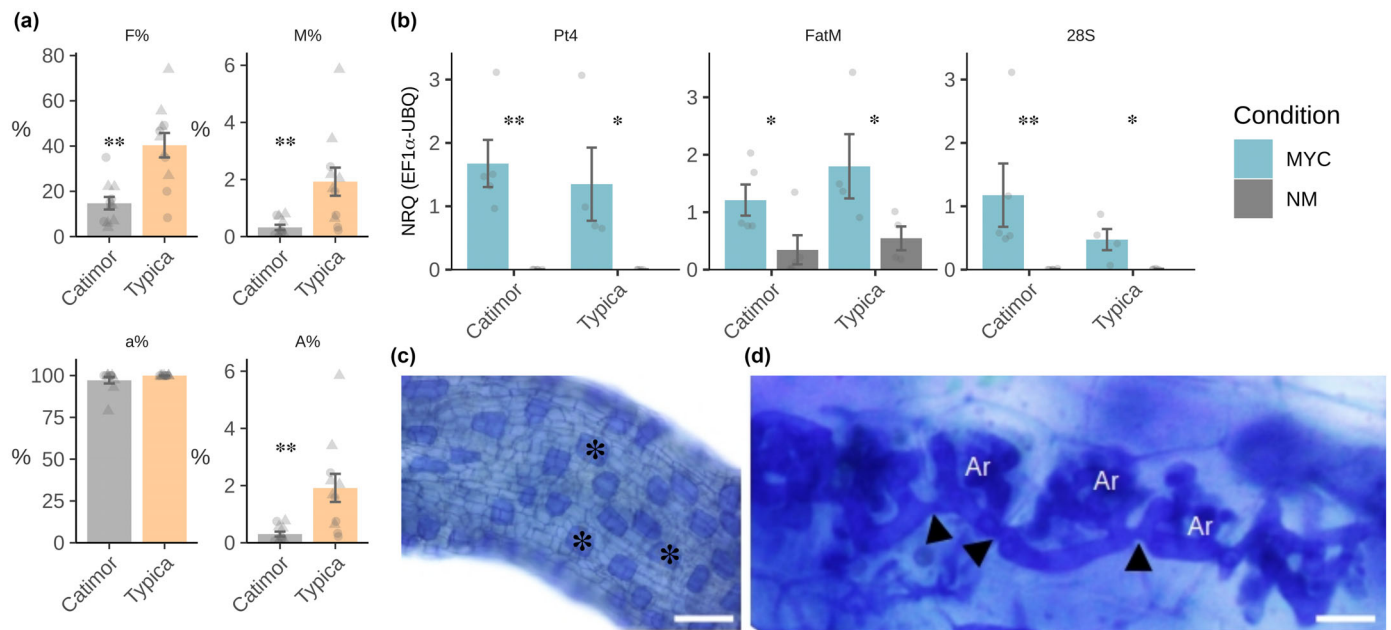 (a)
(%)
F%
M%
80
60
40
20
0
%
**
Catimor
Typica
6
4
2
0
%
**
Catimor
Typica
a%
A%
100
75
50
25
0
%
Catimor
Typica
6
4
2
0
%
**
Catimor
Typica
(b)
Pt4
FatM
28S
NRQ (EF1α-UBQ)
3
2
1
0
**
*
Catimor
Typica
3
2
1
0
*
*
Catimor
Typica
3
2
1
0
**
*
Catimor
Typica
Condition
MYC
NM
(c)
*
*
*
(d)
Ar
Ar
Ar